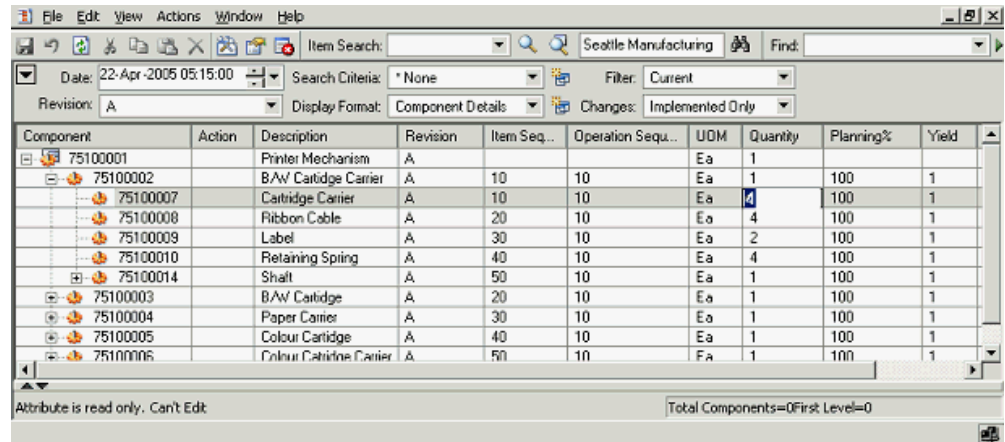 File Edit View Actions Window Help
Item Search: Seattle Manufacturing Find:
Date: 22-Apr-2005 05:15:00 Search Criteria: * None Filter: Current
Revision: A Display Format: Component Details Changes: Implemented Only
Component Action Description Revision Item Seq... Operation Sequ... UOM Quantity Planning% Yield
75100001 Printer Mechanism A Ea 1
75100002 B/W Cartidge Carrier A 10 10 Ea 1 100 1
75100007 Cartridge Carrier A 10 10 Ea 4 100 1
75100008 Ribbon Cable A 20 10 Ea 4 100 1
75100009 Label A 30 10 Ea 2 100 1
75100010 Retaining Spring A 40 10 Ea 4 100 1
75100014 Shaft A 50 10 Ea 1 100 1
75100003 B/W Cartidge A 20 10 Ea 1 100 1
75100004 Paper Carrier A 30 10 Ea 1 100 1
75100005 Colour Cartidge A 40 10 Ea 1 100 1
75100006 Colour Catridge Carrier A 50 10 Ea 1 100 1
Attribute is read only. Can't Edit Total Components=0First Level=0